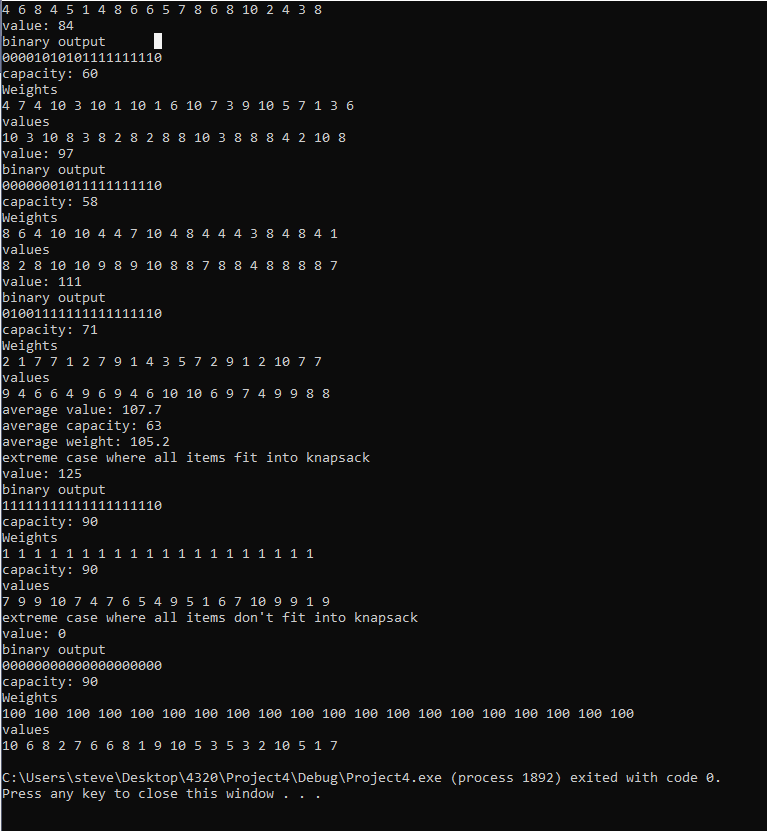 4 6 8 4 5 1 4 8 6 6 5 7 8 6 8 10 2 4 3 8
value: 84
binary output
00001010101111111110
capacity: 60
Weights
4 7 4 10 3 10 1 10 1 6 10 7 3 9 10 5 7 1 3 6
values
10 3 10 8 3 8 2 8 2 8 8 10 3 8 8 8 4 2 10 8
value: 97
binary output
00000001011111111110
capacity: 58
Weights
8 6 4 10 10 4 4 7 10 4 8 4 4 4 3 8 4 8 4 1
values
8 2 8 10 10 9 8 9 10 8 8 7 8 8 4 8 8 8 8 7
value: 111
binary output
01001111111111111110
capacity: 71
Weights
2 1 7 7 1 2 7 9 1 4 3 5 7 2 9 1 2 10 7 7
values
9 4 6 6 4 9 6 9 4 6 10 10 6 9 7 4 9 9 8 8
average value: 107.7
average capacity: 63
average weight: 105.2
extreme case where all items fit into knapsack
value: 125
binary output
11111111111111111110
capacity: 90
Weights
1 1 1 1 1 1 1 1 1 1 1 1 1 1 1 1 1 1 1 1
capacity: 90
values
7 9 9 10 7 4 7 6 5 4 9 5 1 6 7 10 9 9 1 9
extreme case where all items don't fit into knapsack
value: 0
binary output
00000000000000000000
capacity: 90
Weights
100 100 100 100 100 100 100 100 100 100 100 100 100 100 100 100 100 100 100 100
values
10 6 8 2 7 6 6 8 1 9 10 5 3 5 3 2 10 5 1 7
C:\Users\steve\Desktop\4320\Project4\Debug\Project4.exe (process 1892) exited with code 0.
Press any key to close this window . . .